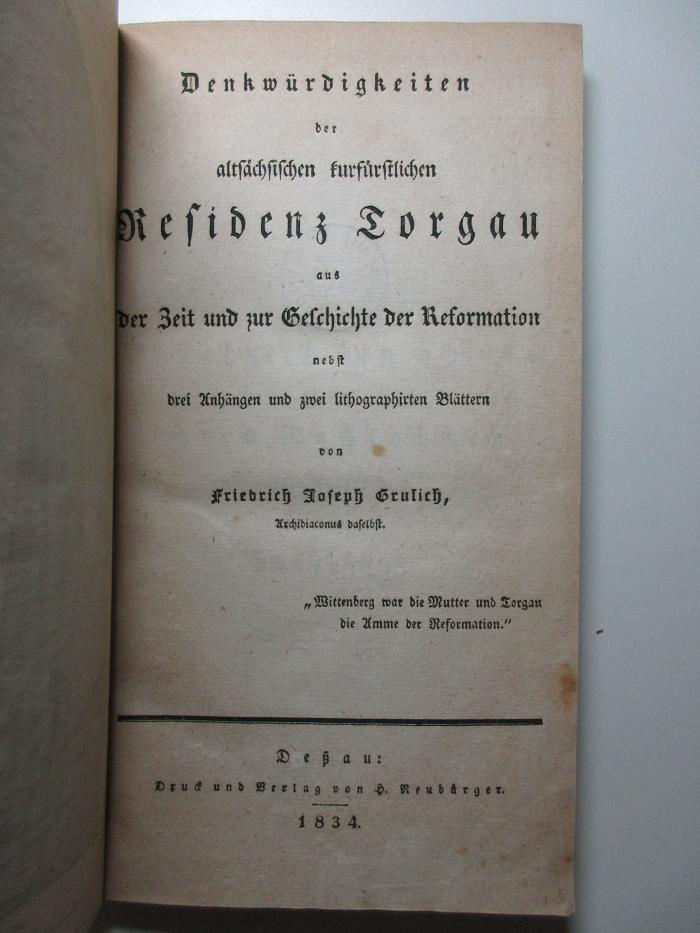 Denkwürdigkeiten
der
altsächsischen kurfürstlichen
Residenz Torgau
aus
der Zeit und zur Geschichte der Reformation
nebst
drei Anhängen und zwei lithographirten Blättern
von
Friedrich Joseph Grulich,
Archidiaconus daselbst.
„Wittenberg war die Mutter und Torgau
die Amme der Reformation.“
Deßau:
Druck und Verlag von H. Neubürger.
1834.